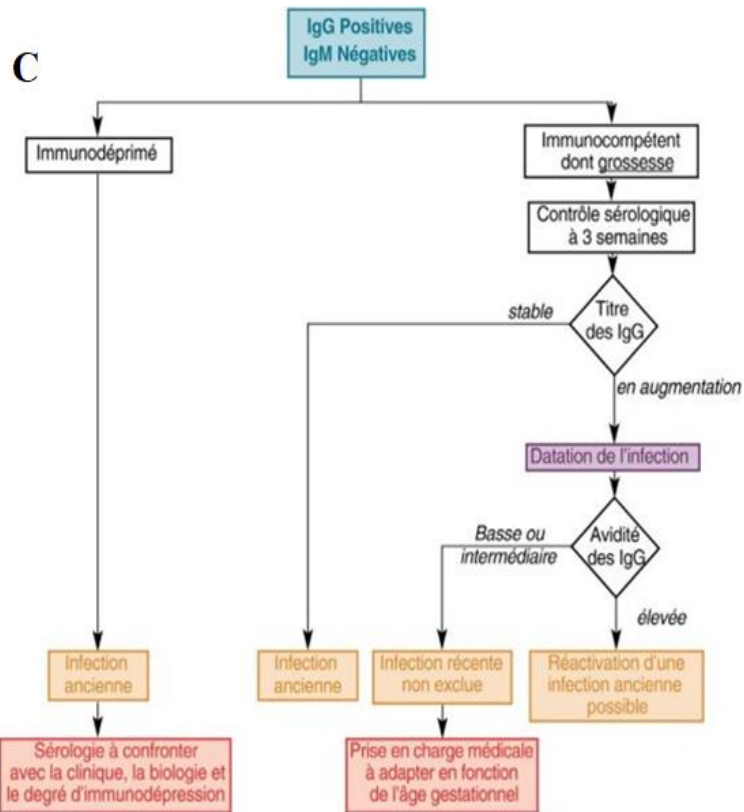 C
IgG Positives
IgM Négatives
Immunodéprimé
Immunocompétent
dont grossesse
Contrôle sérologique
à 3 semaines
stable
Titre
des IgG
en augmentation
Datation de l'infection
Basse ou
intermédiaire
Avidité
des IgG
élevée
Infection
ancienne
Infection
ancienne
Infection récente
non exclue
Réactivation d'une
infection ancienne
possible
Sérologie à confronter
avec la clinique, la biologie et
le degré d'immunodépression
Prise en charge médicale
à adapter en fonction
de l'âge gestationnel